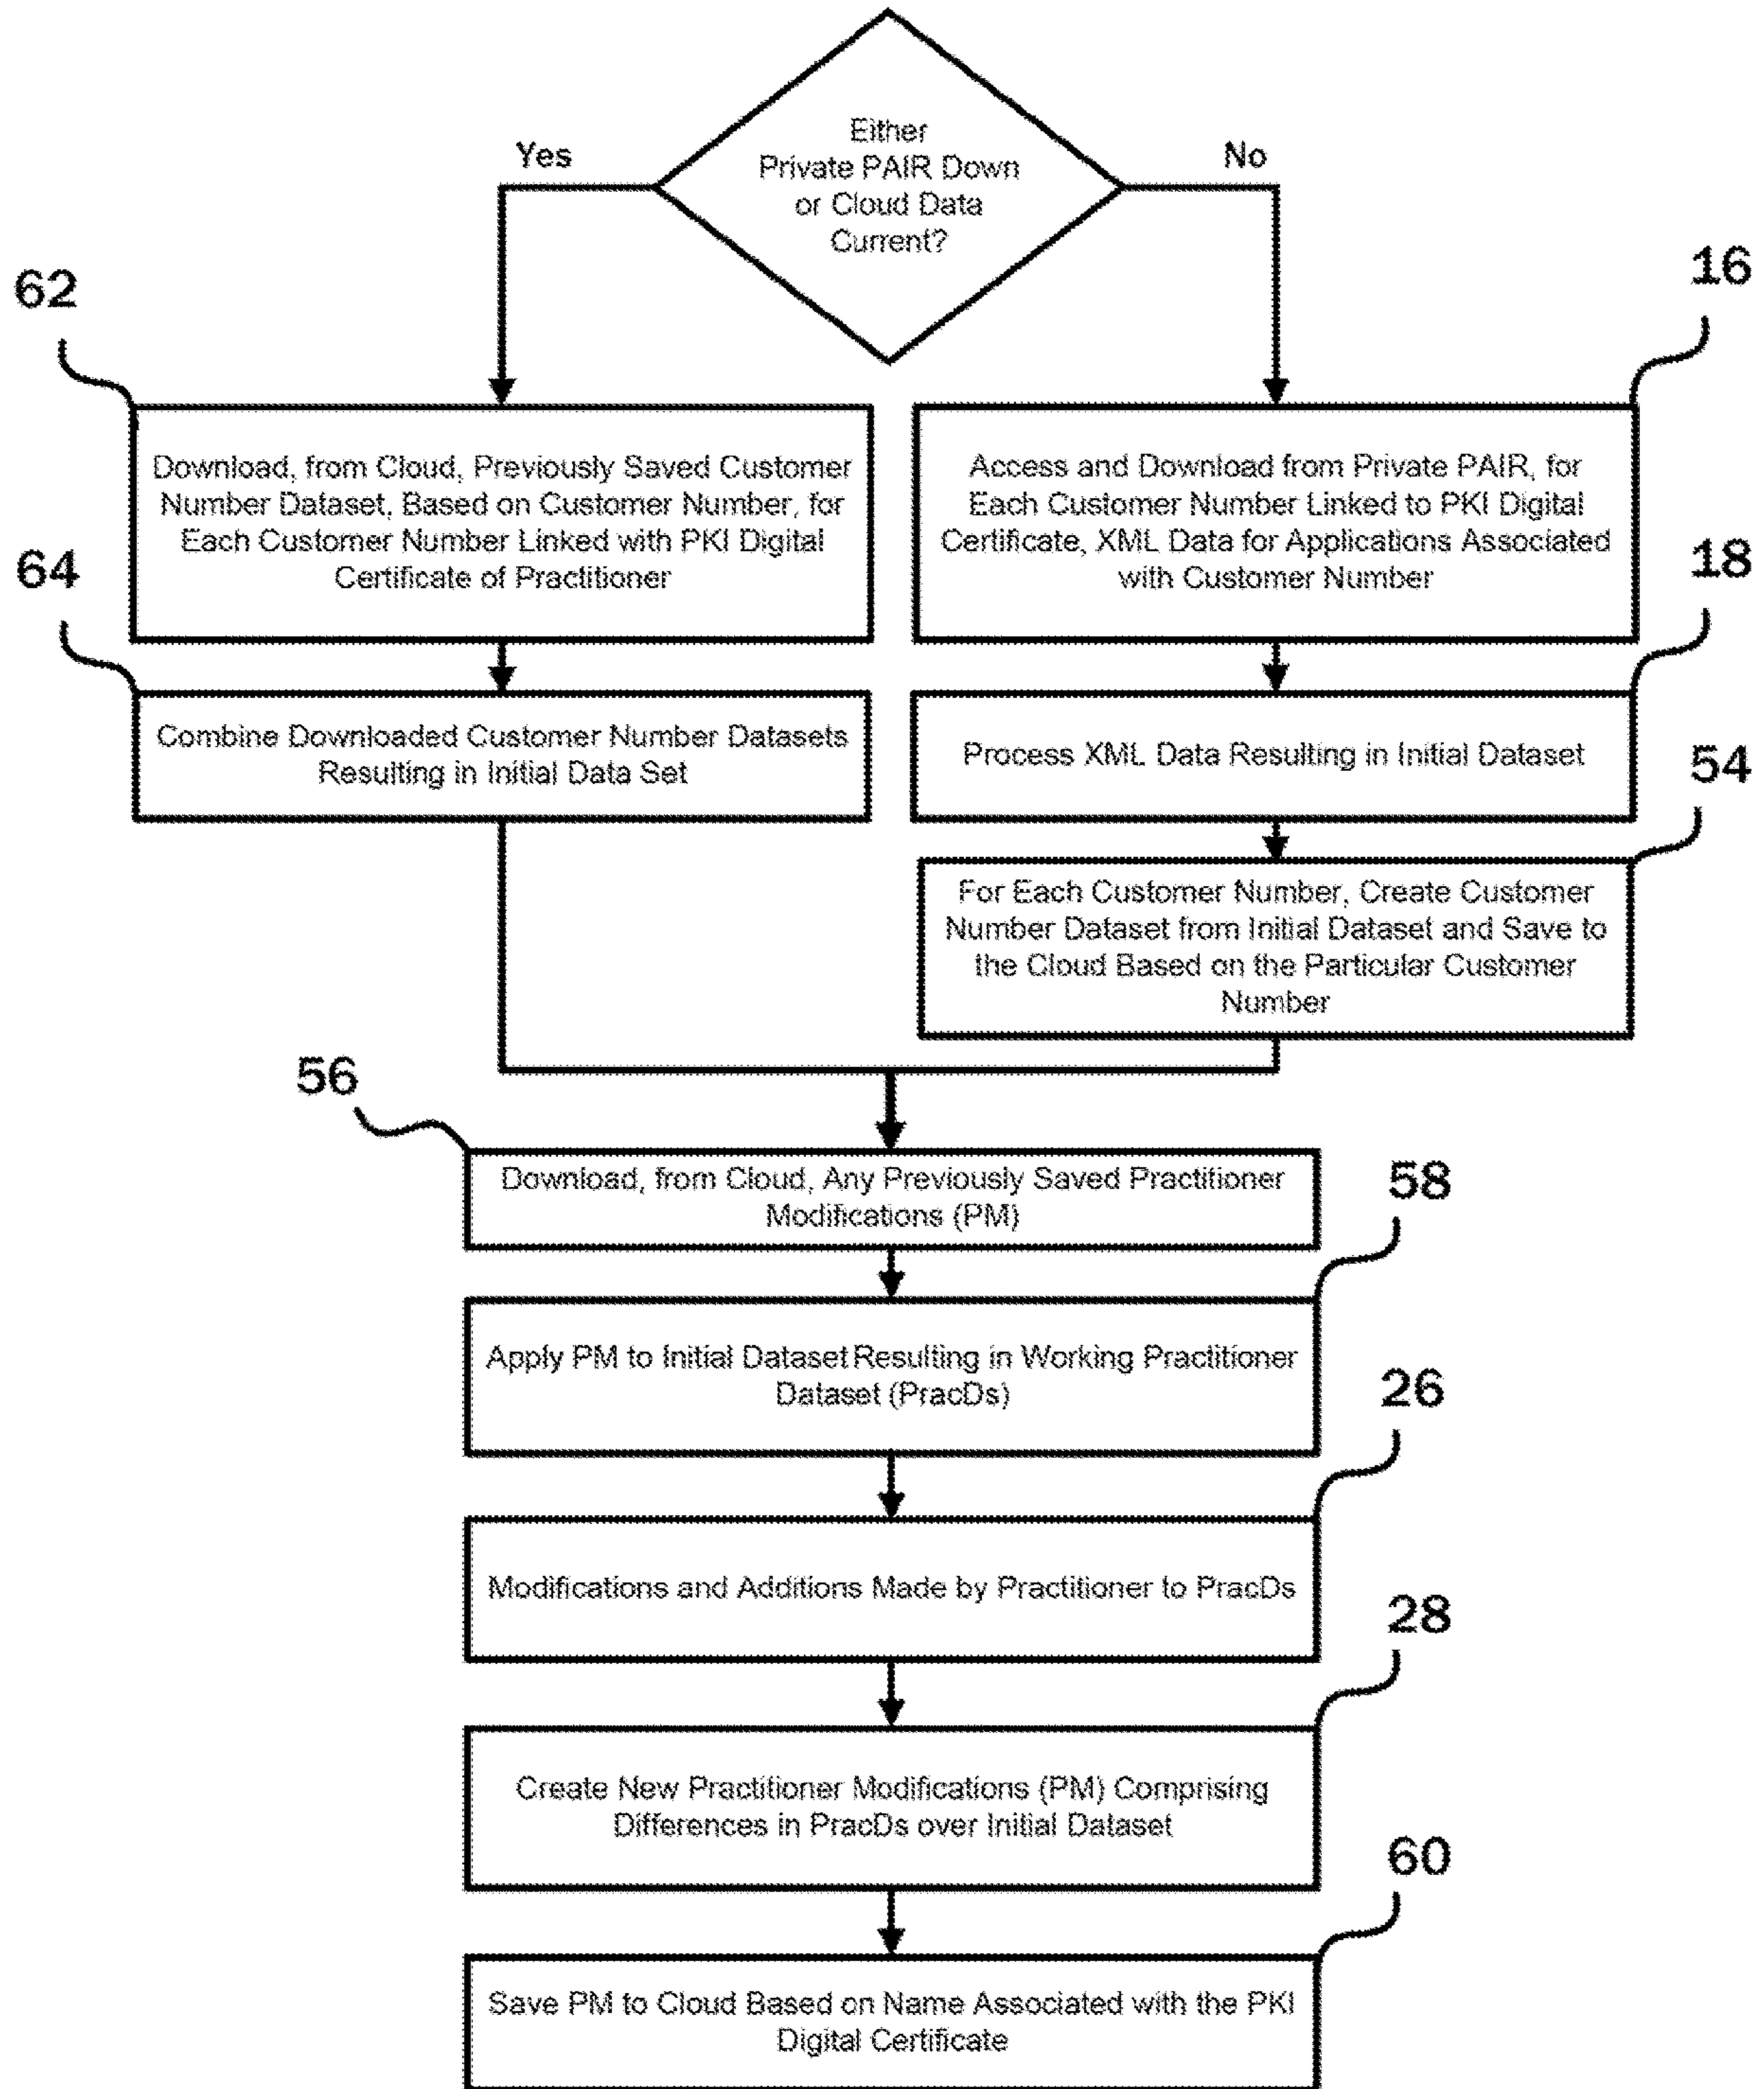 Either
Private PAIR Down
or Cloud Data
Current?
Yes
No
62
16
Download, from Cloud, Previously Saved Customer
Number Dataset, Based on Customer Number, for
Each Customer Number Linked with PKI Digital
Certificate of Practitioner
Access and Download from Private PAIR, for
Each Customer Number Linked to PKI Digital
Certificate, XML Data for Applications Associated
with Customer Number
64
18
Combine Downloaded Customer Number Datasets
Resulting in Initial Data Set
Process XML Data Resulting in Initial Dataset
54
For Each Customer Number, Create Customer
Number Dataset from Initial Dataset and Save to
the Cloud Based on the Particular Customer
Number
56
Download, from Cloud, Any Previously Saved Practitioner
Modifications (PM)
58
Apply PM to Initial Dataset Resulting in Working Practitioner
Dataset (PracDs)
26
Modifications and Additions Made by Practitioner to PracDs
28
Create New Practitioner Modifications (PM) Comprising
Differences in PracDs over Initial Dataset
60
Save PM to Cloud Based on Name Associated with the PKI
Digital Certificate